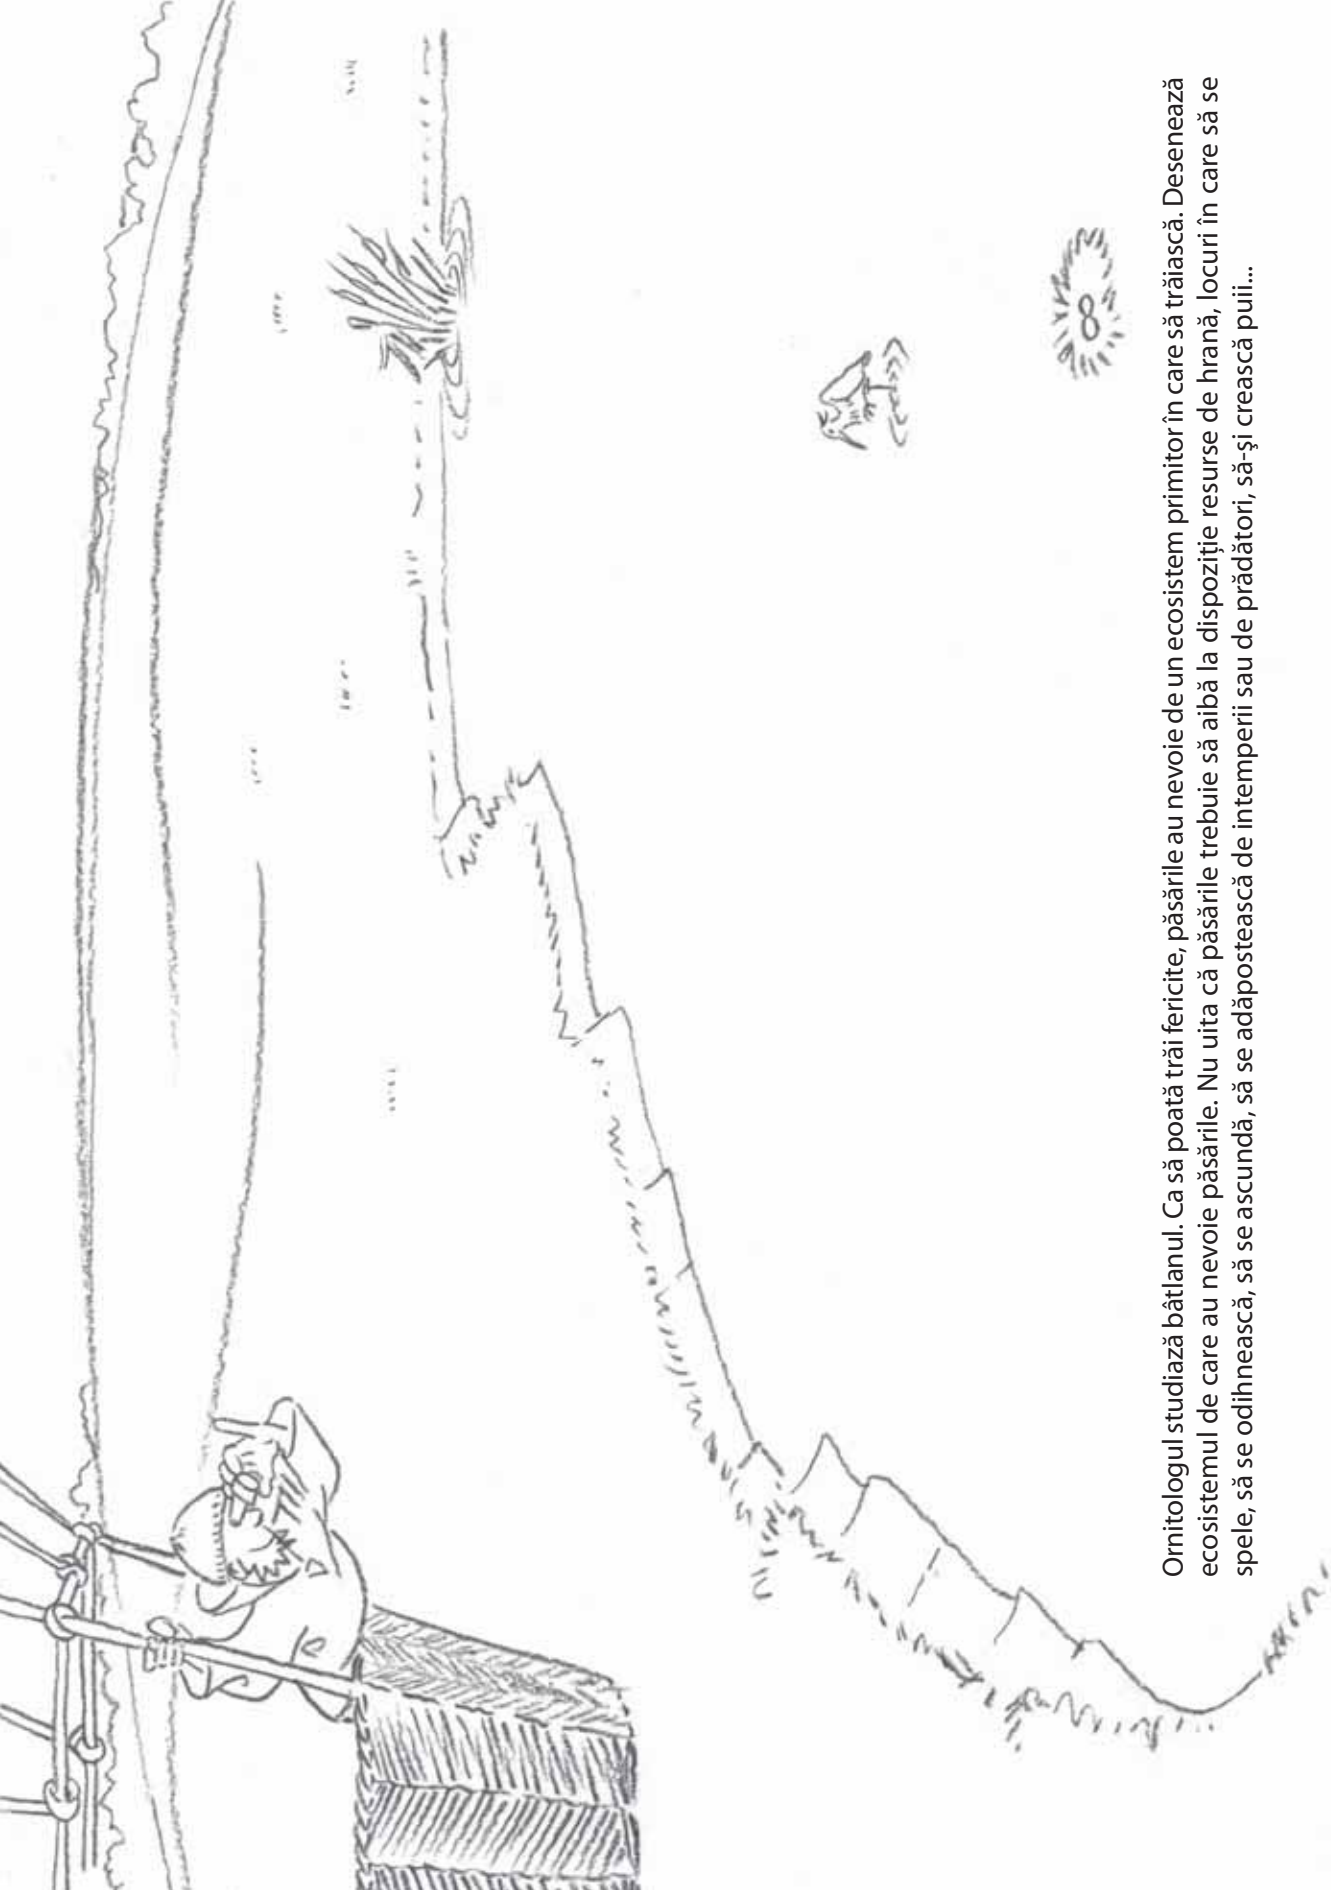 Ornitologul studiază bâtlanul. Ca să poată trăi fericite, păsările au nevoie de un ecosistem primitor în care să trăiască. Desenează
ecosistemul de care au nevoie păsările. Nu uita că păsările trebuie să aibă la dispoziție resurse de hrană, locuri în care să se
spele, să se odihnească, să se ascundă, să se adăpostească de intemperii sau de prădători, să-şi crească puii...
8